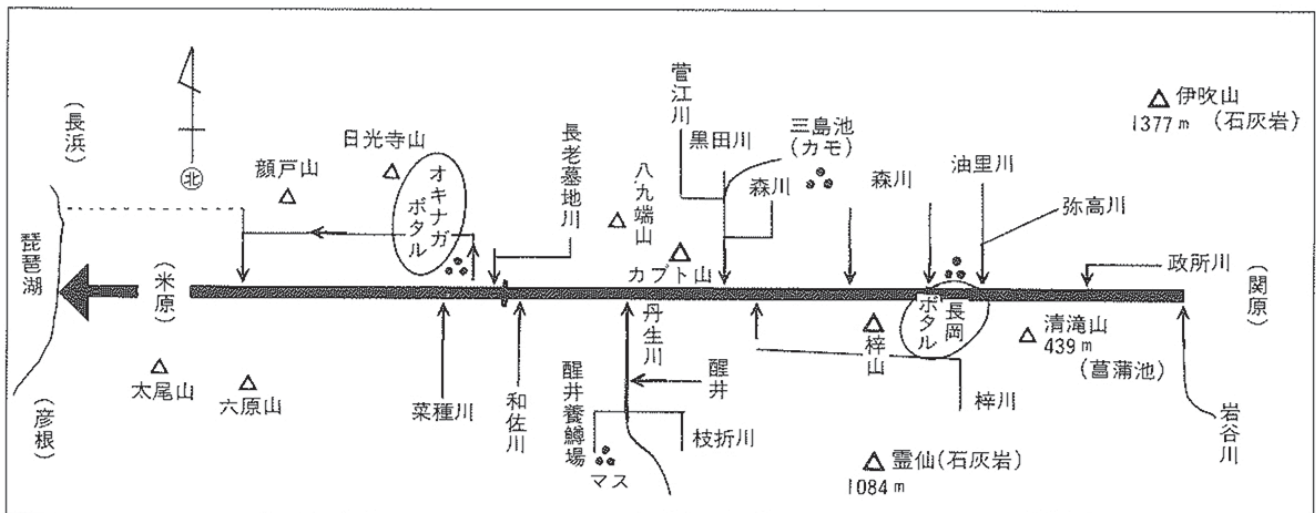 (長浜)
北
顔戸山
日光寺山
オキナガ
ボタル
長老墓地川
八九端山
カブト山
菅江川
黒田川
森川
三島池
(カモ)
森川
油里川
弥高川
政所川
伊吹山
1377m (石灰岩)
琵琶湖
(米原)
(関原)
(彦根)
太尾山
六原山
菜種川
和佐川
丹生川
醒井養鱒場
マス
醒井
枝折川
梓山
長岡
ボタル
清滝山
439m
(菖蒲池)
梓川
岩谷川
霊仙(石灰岩)
1084m